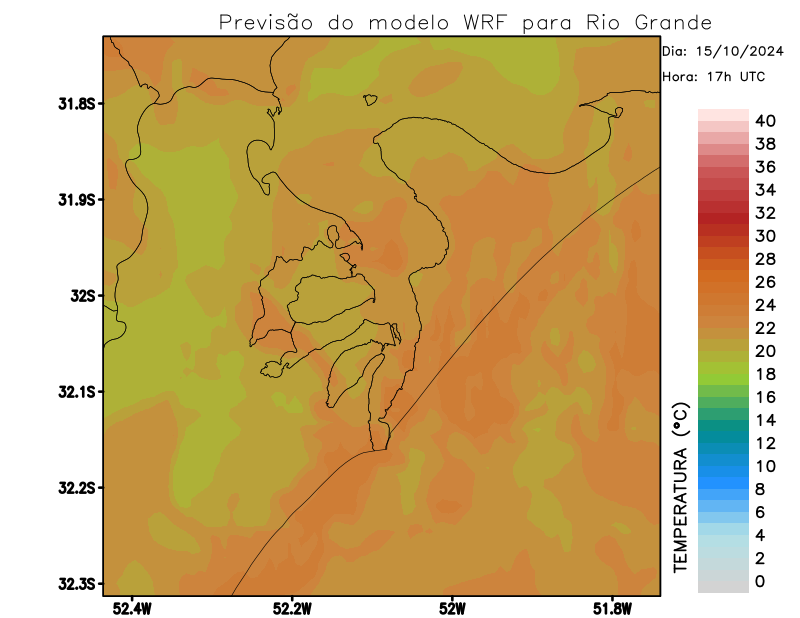 Previsão do modelo WRF para Rio Grande
Dia: 15/10/2024
Hora: 17h UTC
31.8S
31.9S
32S
32.1S
32.2S
32.3S
52.4W
52.2W
52W
51.8W
40
38
36
34
32
30
28
26
24
22
20
18
16
14
12
10
8
6
4
2
0
TEMPERATURA (°C)